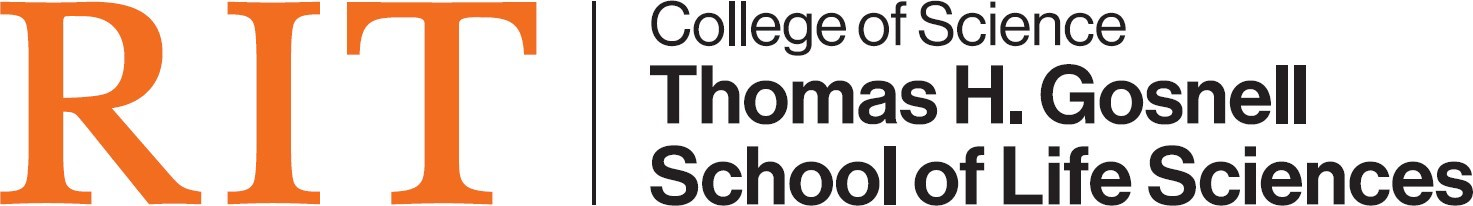 RIT
College of Science
Thomas H. Gosnell
School of Life Sciences